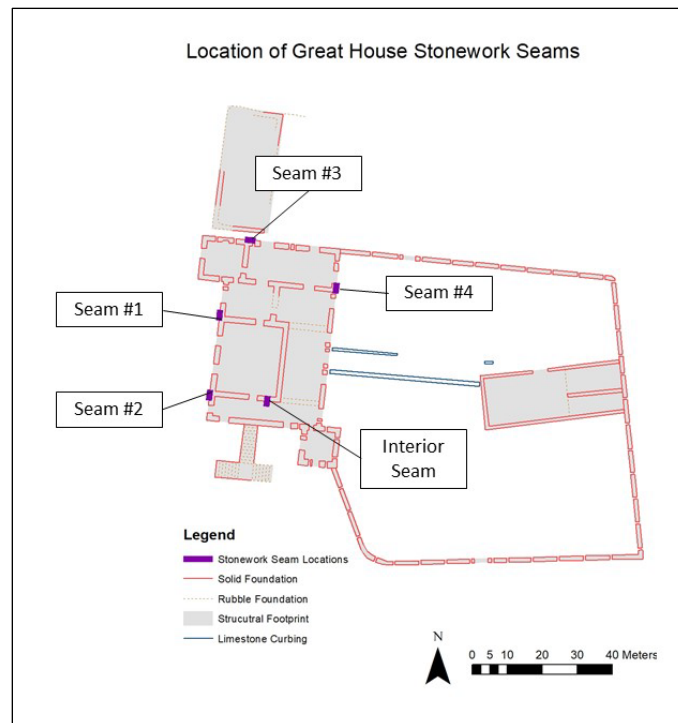 Location of Great House Stonework Seams
Seam #3
Seam #1
Seam #4
Seam #2
Interior
Seam
Legend
Stonework Seam Locations
Solid Foundation
Rubble Foundation
Strucutral Footprint
Limestone Curbing
N
0 5 10 20 30 40 Meters